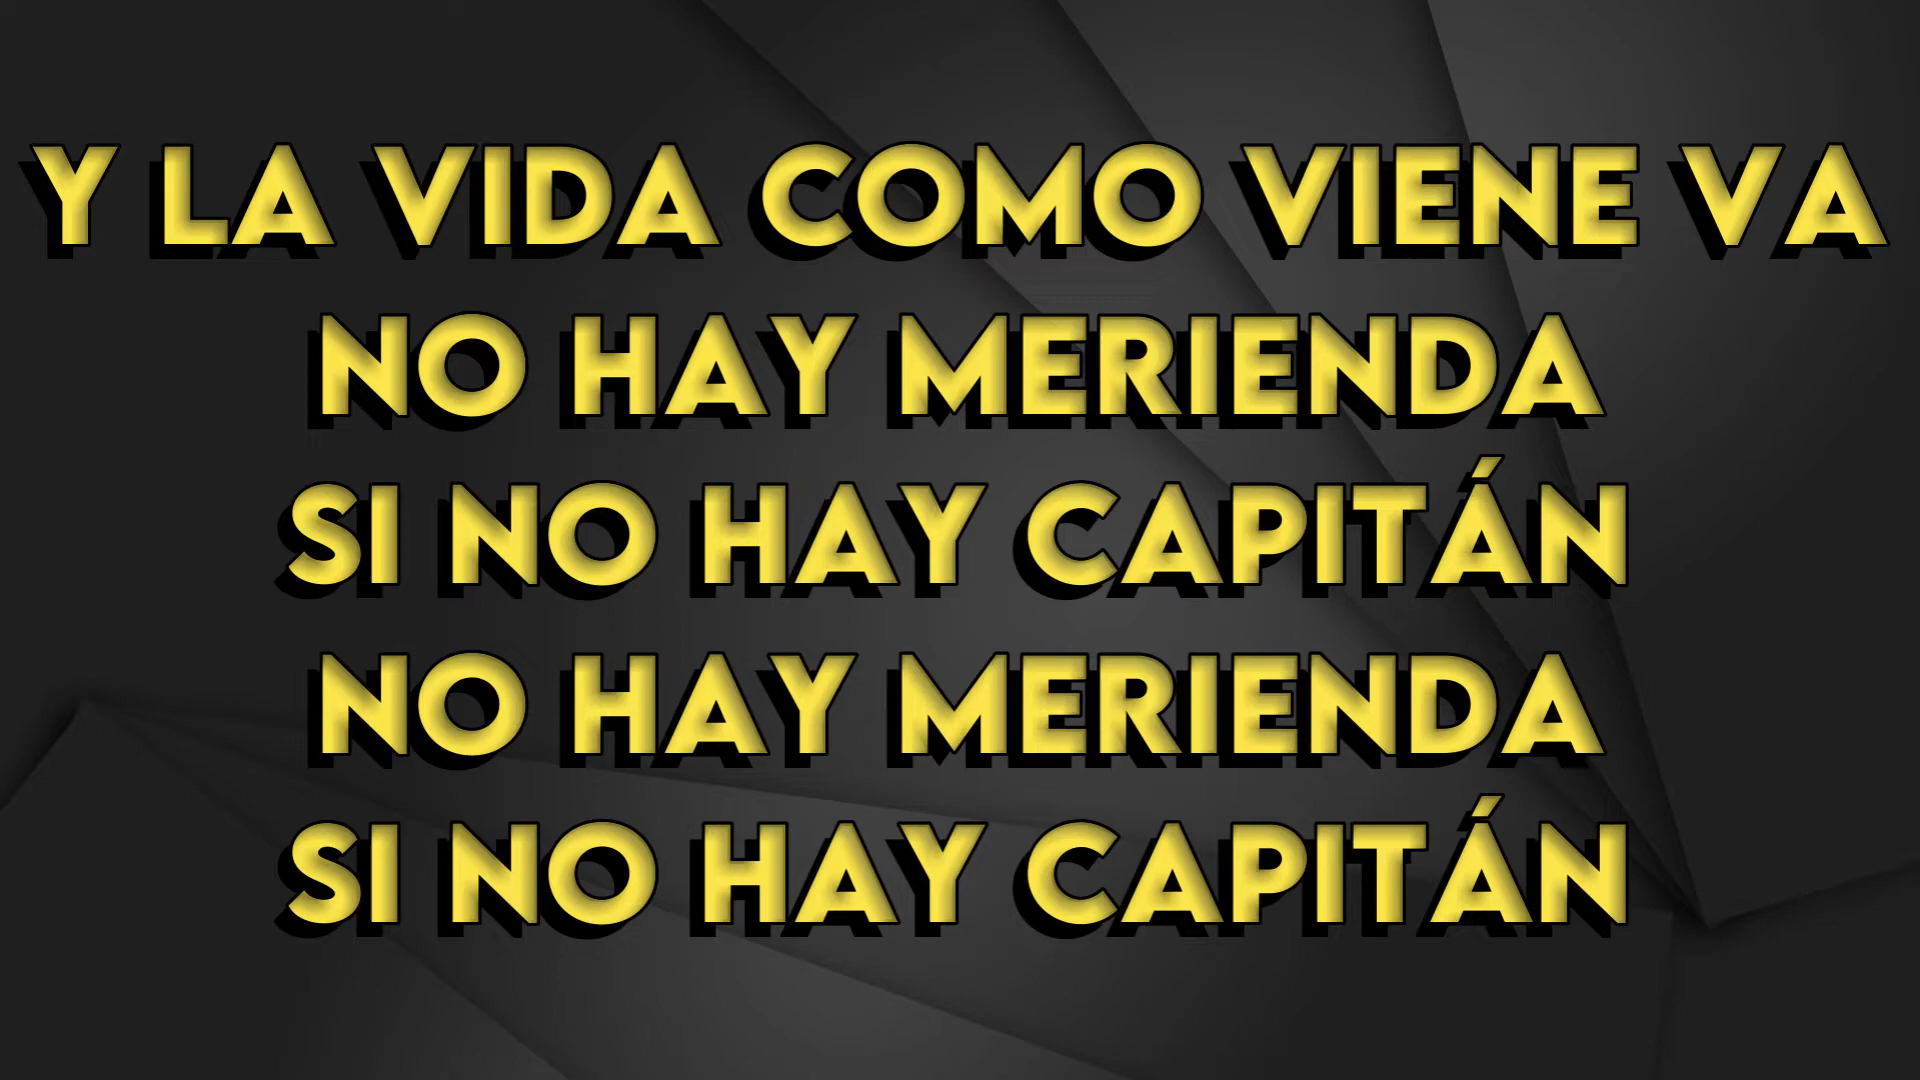 Y LA VIDA COMO VIENE VA
NO HAY MERIENDA
SI NO HAY CAPITÁN
NO HAY MERIENDA
SI NO HAY CAPITÁN